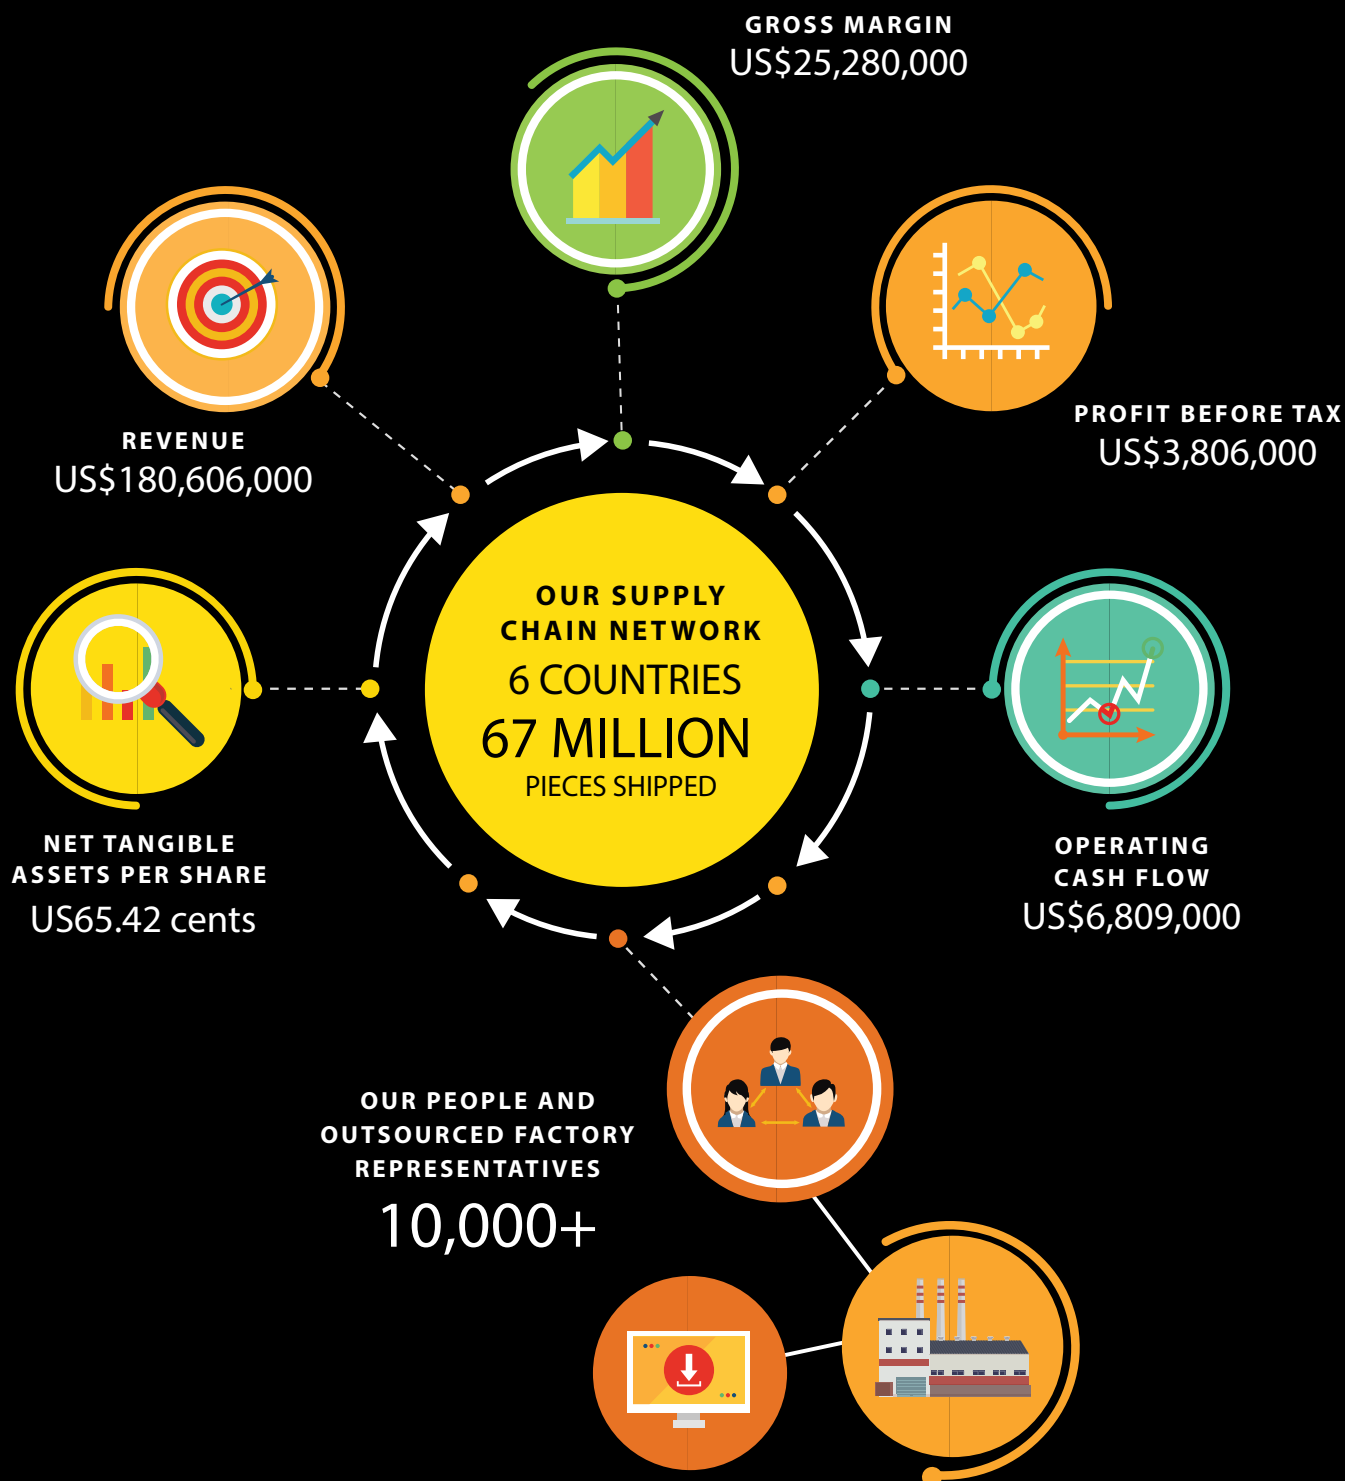 GROSS MARGIN
US$25,280,000
REVENUE
US$180,606,000
PROFIT BEFORE TAX
US$3,806,000
OUR SUPPLY
CHAIN NETWORK
6 COUNTRIES
67 MILLION
PIECES SHIPPED
NET TANGIBLE
ASSETS PER SHARE
US65.42 cents
OPERATING
CASH FLOW
US$6,809,000
OUR PEOPLE AND
OUTSOURCED FACTORY
REPRESENTATIVES
10,000+